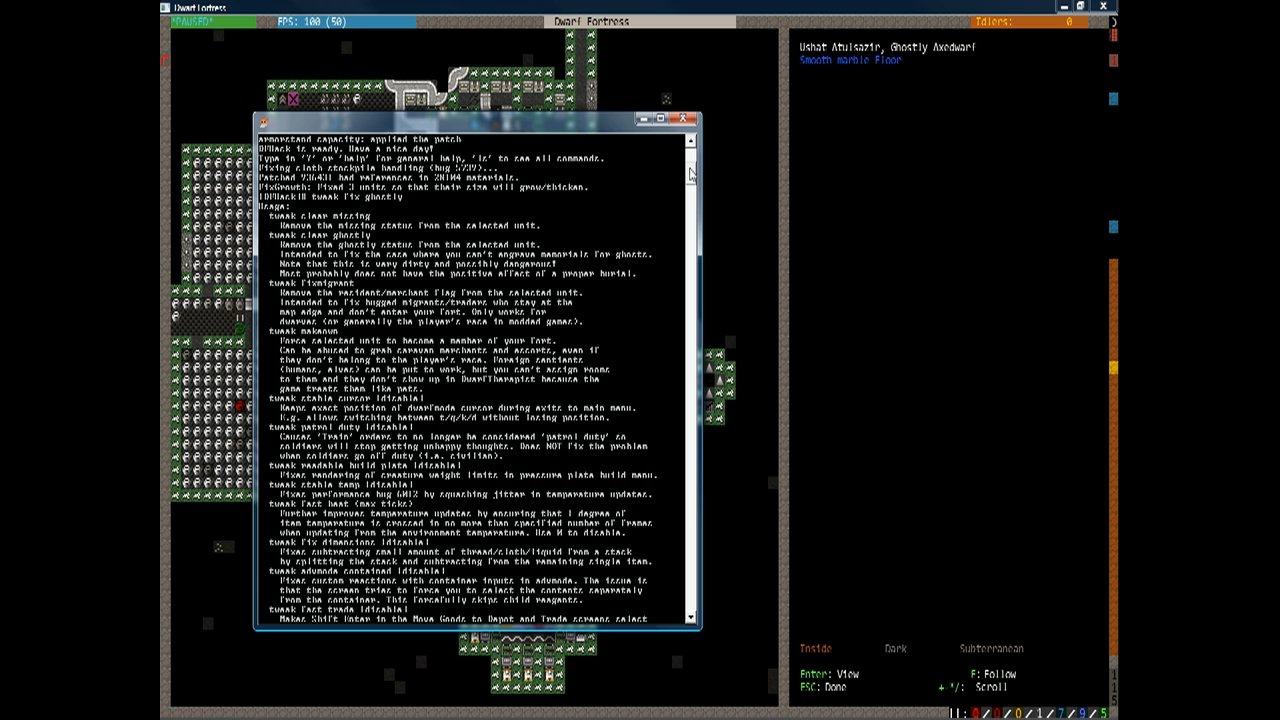 Dwarf Fortress
*PAUSED* FPS: 100 (50) Dwarf Fortress Idlers: 0
Ushat Atulsazir, Ghostly Axedwarf
Smooth marble Floor
armorstand capacity: applied the patch
DFHack is ready. Have a nice day!
Type in '?' or 'help' for general help, 'ls' to see all commands.
Fixing cloth stockpile handling (bug 5739)...
Patched bad references in materials.
FixGrowth: Fixed 3 units so that their size will grow/thicken.
[DFHack]# tweak fix ghostly
Usage:
tweak clear missing
Remove the missing status from the selected unit.
tweak clear ghostly
Remove the ghostly status from the selected unit.
Intended to fix the case where you can't engrave memorials for ghosts.
Note that this is very dirty and possibly dangerous!
Most probably does not have the positive effect of a proper burial.
tweak fixmigrant
Remove the resident/merchant flag from the selected unit.
Intended to fix bugged migrants/traders who stay at the
map edge and don't enter your fort. Only works for
dwarves (or generally the player's race in modded games).
tweak makeown
Force selected unit to become a member of your fort.
Can be abused to grab caravan merchants and escorts, even if
they don't belong to the player's race. Foreign sentients
(humans, elves) can be put to work, but you can't assign rooms
to them and they don't show up in DwarfTherapist because the
game treats them like pets.
tweak stable cursor [disable]
Keeps exact position of dwarfmode cursor during exits to main menu.
E.g. allows switching between t/q/k/d without losing position.
tweak patrol duty [disable]
Causes 'Train' orders to no longer be considered 'patrol duty' so
soldiers will stop getting unhappy thoughts. Does NOT fix the problem
when soldiers go off duty (i.e. civilian).
tweak readable build plate [disable]
Fixes rendering of creature weight limits in pressure plate build menu.
tweak stable temp [disable]
Fixes performance bug 6012 by squashing jitter in temperature updates.
tweak fast heat <max ticks>
Further improves temperature updates by ensuring that 1 degree of
item temperature is crossed in no more than specified number of frames
when updating from the environment temperature. Use 0 to disable.
tweak fix dimensions [disable]
Fixes subtracting small amount of thread/cloth/liquid from a stack
by splitting the stack and subtracting from the remaining single item.
tweak advmode contained [disable]
Fixes custom reactions with container inputs in advmode. The issue is
that the screen tries to force you to select the contents separately
from the container. This forcefully skips child reagents.
tweak fast trade [disable]
Makes Shift Enter in the Move Goods to Depot and Trade screens select
Inside Dark Subterranean
Enter: View F: Follow
ESC: Done +-*/: Scroll